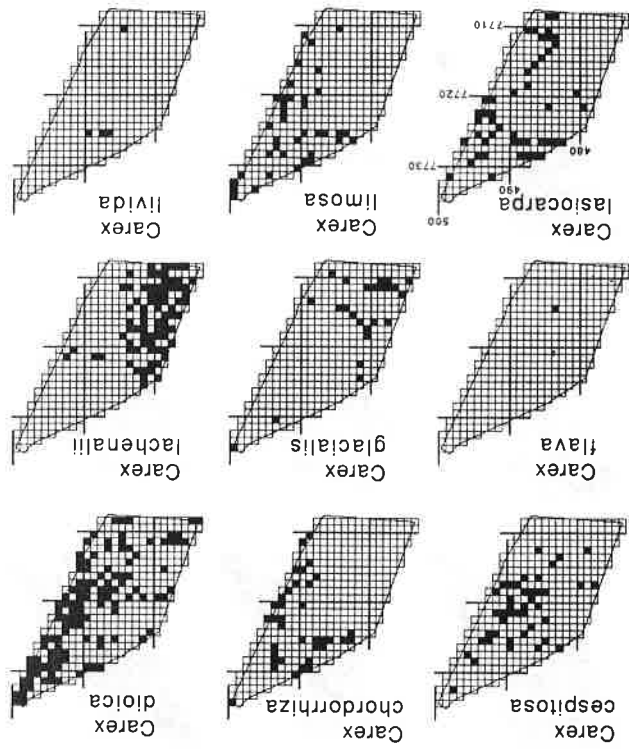 Carex
cespitosa
Carex
chordorrhiza
Carex
dioica
Carex
flava
Carex
glacialis
Carex
lachenalii
Carex
lasiocarpa
500
490
7730
480
7720
7710
Carex
limosa
Carex
livida